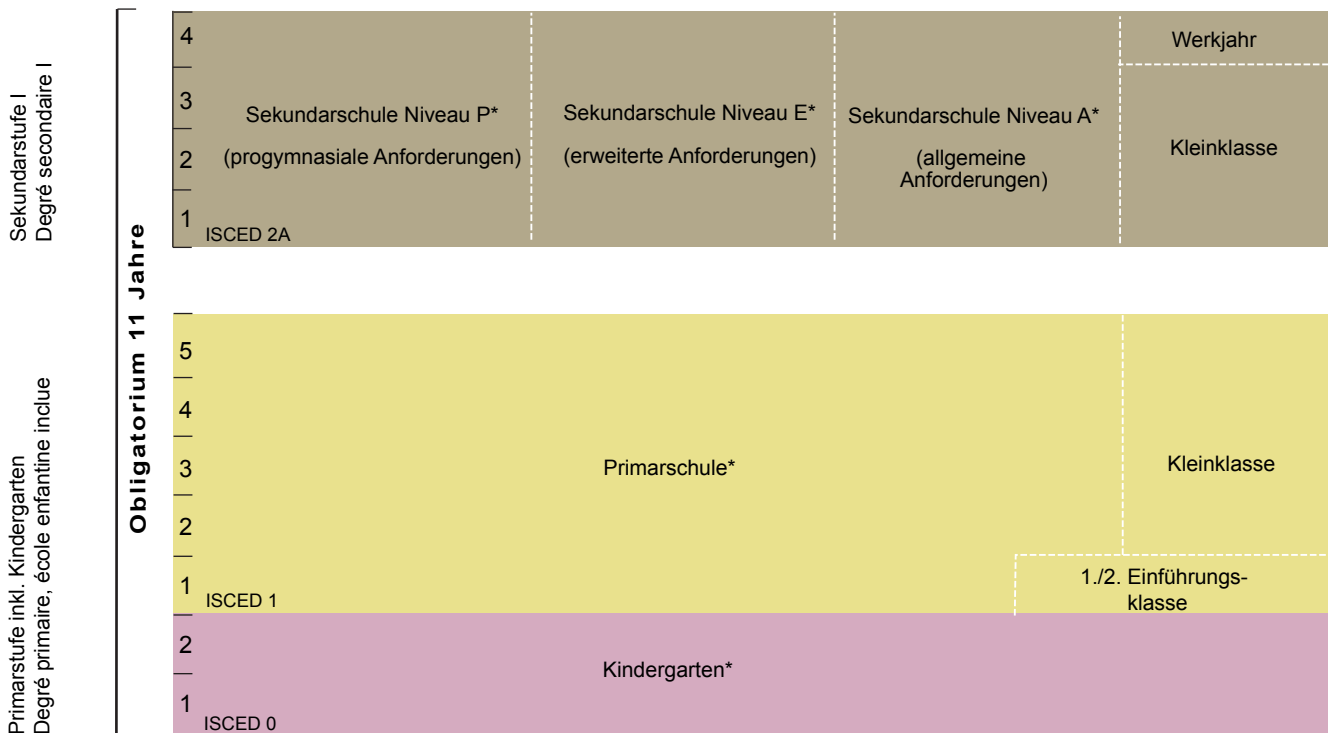 Sekundarstufe I
Degré secondaire I
Primarstufe inkl. Kindergarten
Degré primaire, école enfantine inclue
Obligatorium 11 Jahre
4
3
2
1
ISCED 2A
Sekundarschule Niveau P*
(progymnasiale Anforderungen)
Sekundarschule Niveau E*
(erweiterte Anforderungen)
Sekundarschule Niveau A*
(allgemeine
Anforderungen)
Werkjahr
Kleinklasse
5
4
3
2
1
ISCED 1
Primarschule*
Kleinklasse
1./2. Einführungs-
klasse
2
1
ISCED 0
Kindergarten*